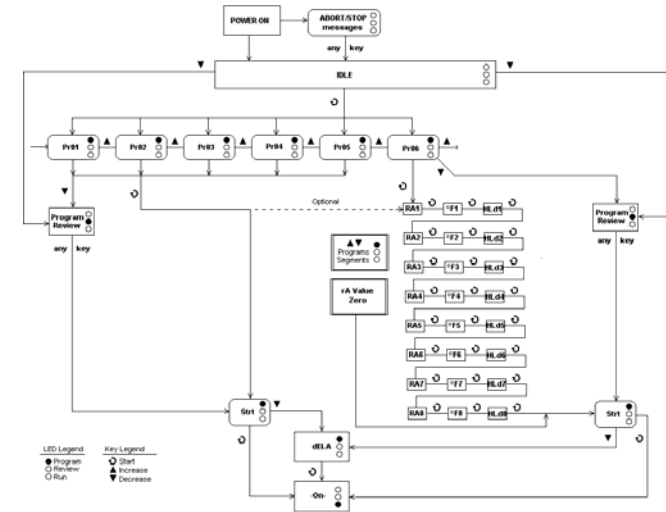 POWER ON
ABORT/STOP
messages
any key
IDLE
Pr01
Pr02
Pr03
Pr04
Pr05
Pr06
Optional
Program
Review
any key
Program
Review
any key
RA1 °F1 HLd1
RA2 °F2 HLd2
RA3 °F3 HLd3
RA4 °F4 HLd4
RA5 °F5 HLd5
RA6 °F6 HLd6
RA7 °F7 HLd7
RA8 °F8 HLd8
Programs
Segments
rA Value
Zero
Strt
Strt
dELA
-On-
LED Legend
Program
Review
Run
Key Legend
Start
Increase
Decrease